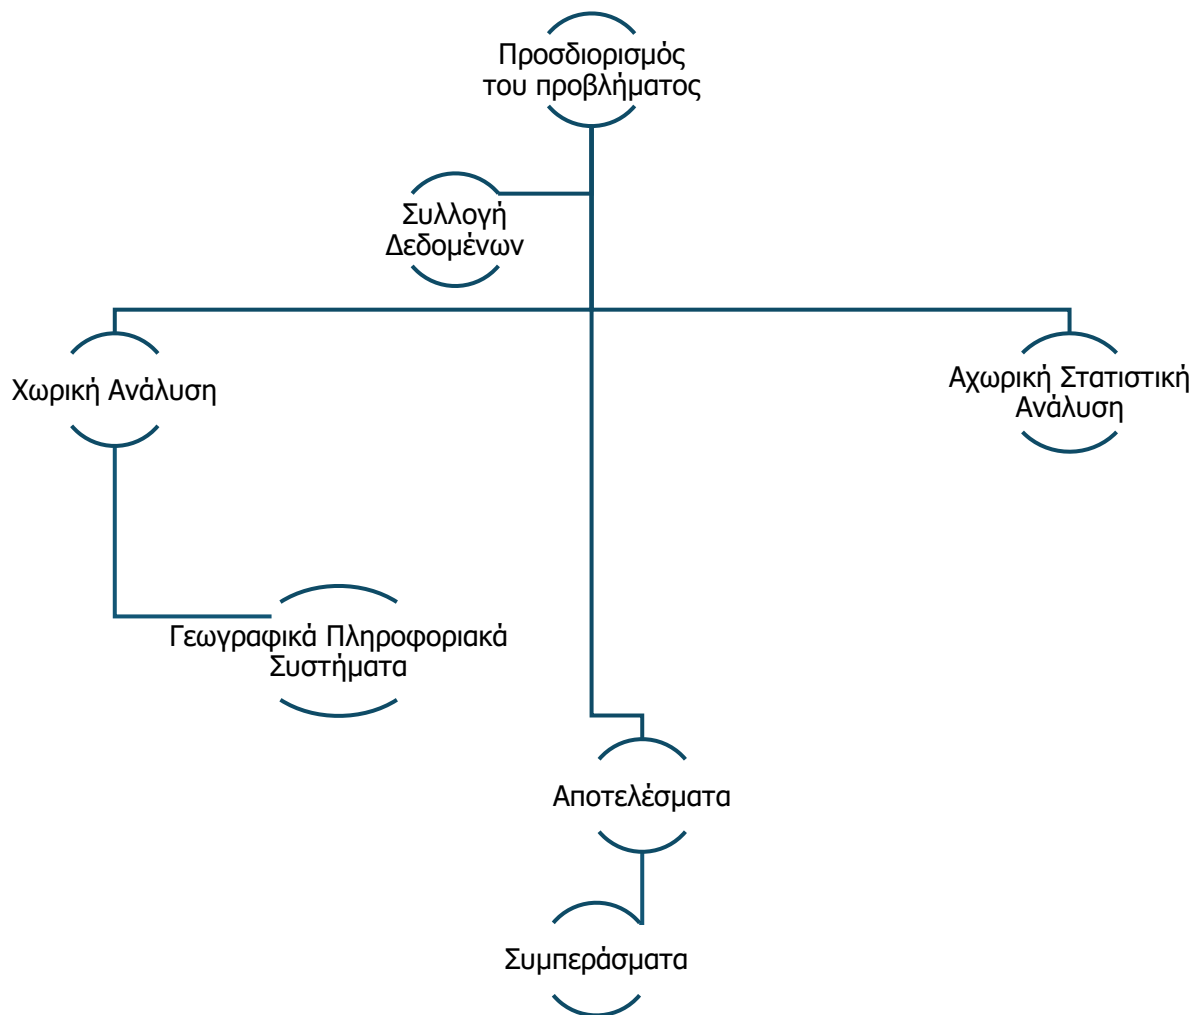 Προσδιορισμός
του προβλήματος
Συλλογή
Δεδομένων
Χωρική Ανάλυση
Αχωρική Στατιστική
Ανάλυση
Γεωγραφικά Πληροφοριακά
Συστήματα
Αποτελέσματα
Συμπεράσματα